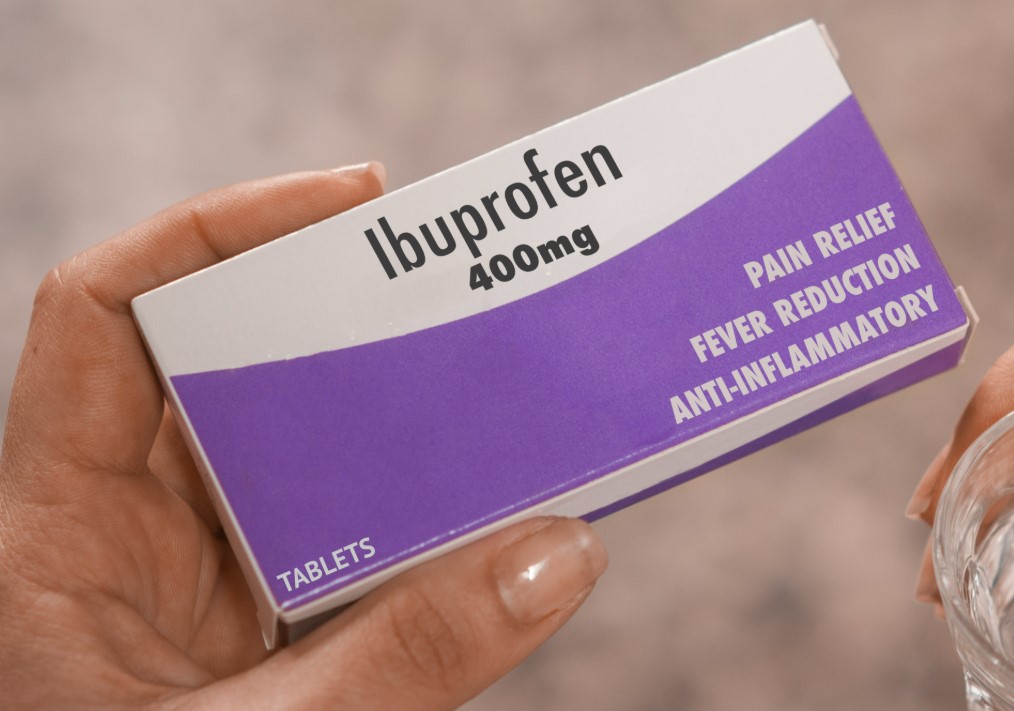 Ibuprofen
400mg
PAIN RELIEF
FEVER REDUCTION
ANTI-INFLAMMATORY
TABLETS